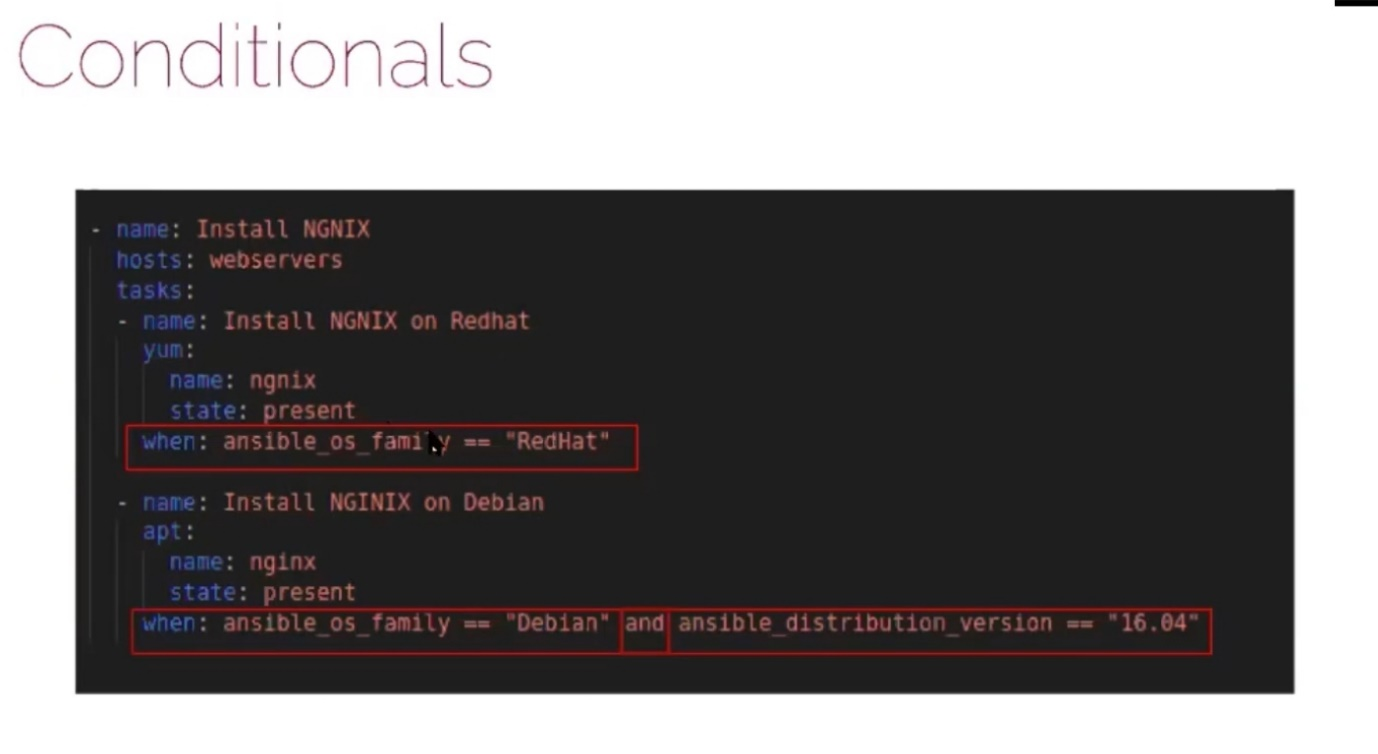 Conditionals
- name: Install NGNIX
hosts: webservers
tasks:
- name: Install NGNIX on Redhat
yum:
name: ngnix
state: present
when: ansible_os_family == "RedHat"
- name: Install NGINIX on Debian
apt:
name: nginx
state: present
when: ansible_os_family == "Debian" and ansible_distribution_version == "16.04"